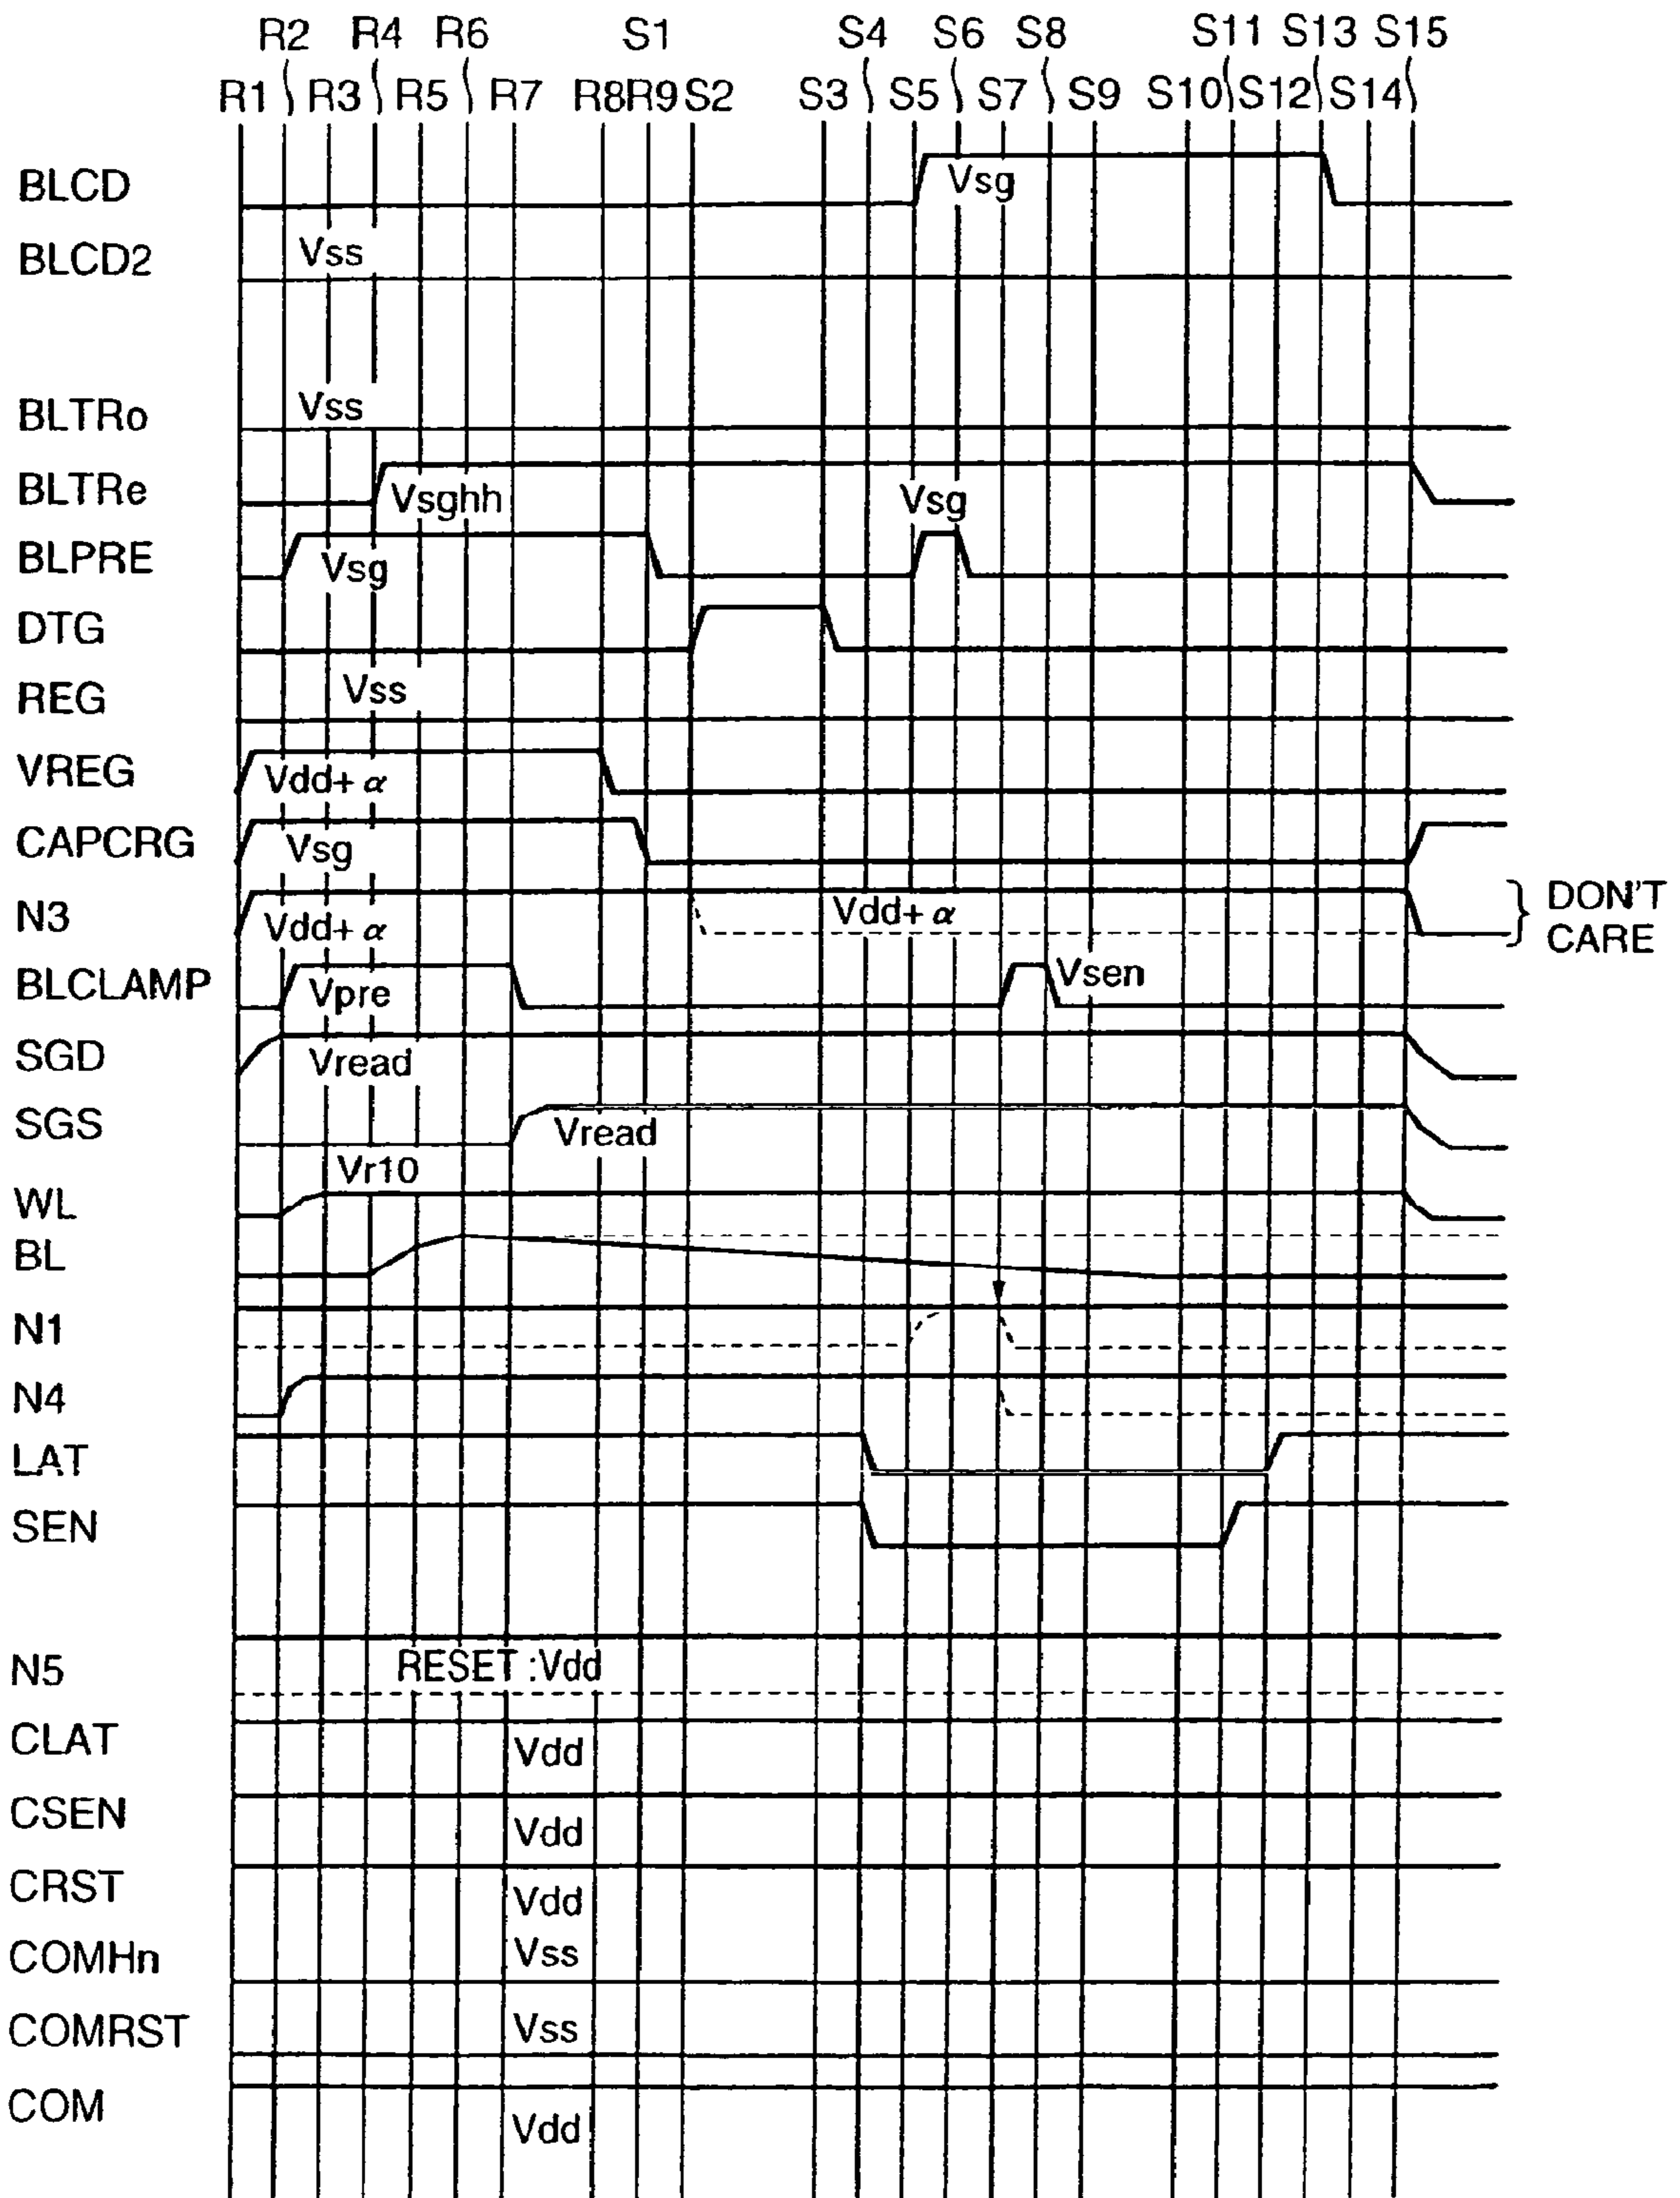 R2 R4 R6 S1 S4 S6 S8 S11 S13 S15
R1 R3 R5 R7 R8R9 S2 S3 S5 S7 S9 S10 S12 S14
BLCD Vsg
BLCD2 Vss
BLTRo Vss
BLTRe Vsghh Vsg
BLPRE Vsg
DTG
REG Vss
VREG Vdd+α
CAPCRG Vsg
N3 Vdd+α Vdd+α DON'T
CARE
BLCLAMP Vpre Vsen
SGD Vread
SGS Vread
Vr10
WL
BL
N1
N4
LAT
SEN
N5 RESET :Vdd
CLAT Vdd
CSEN Vdd
CRST Vdd
COMHn Vss
COMRST Vss
COM Vdd